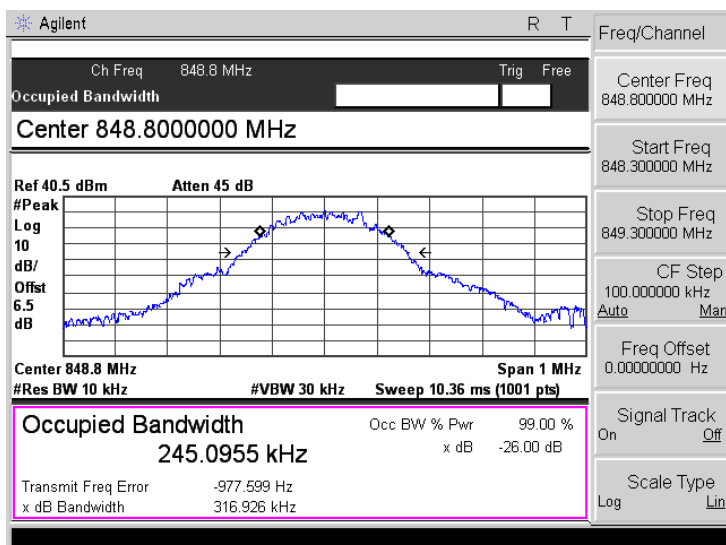 Agilent R T
Ch Freq 848.8 MHz Trig Free
Occupied Bandwidth
Center 848.8000000 MHz
Ref 40.5 dBm Atten 45 dB
#Peak
Log
10
dB/
Offst
6.5
dB
Center 848.8 MHz Span 1 MHz
#Res BW 10 kHz #VBW 30 kHz Sweep 10.36 ms (1001 pts)
Occupied Bandwidth Occ BW % Pwr 99.00 %
245.0955 kHz x dB -26.00 dB
Transmit Freq Error -977.599 Hz
x dB Bandwidth 316.926 kHz
Freq/Channel
Center Freq
848.800000 MHz
Start Freq
848.300000 MHz
Stop Freq
849.300000 MHz
CF Step
100.000000 kHz
Auto Man
Freq Offset
0.00000000 Hz
Signal Track
On Off
Scale Type
Log Lin